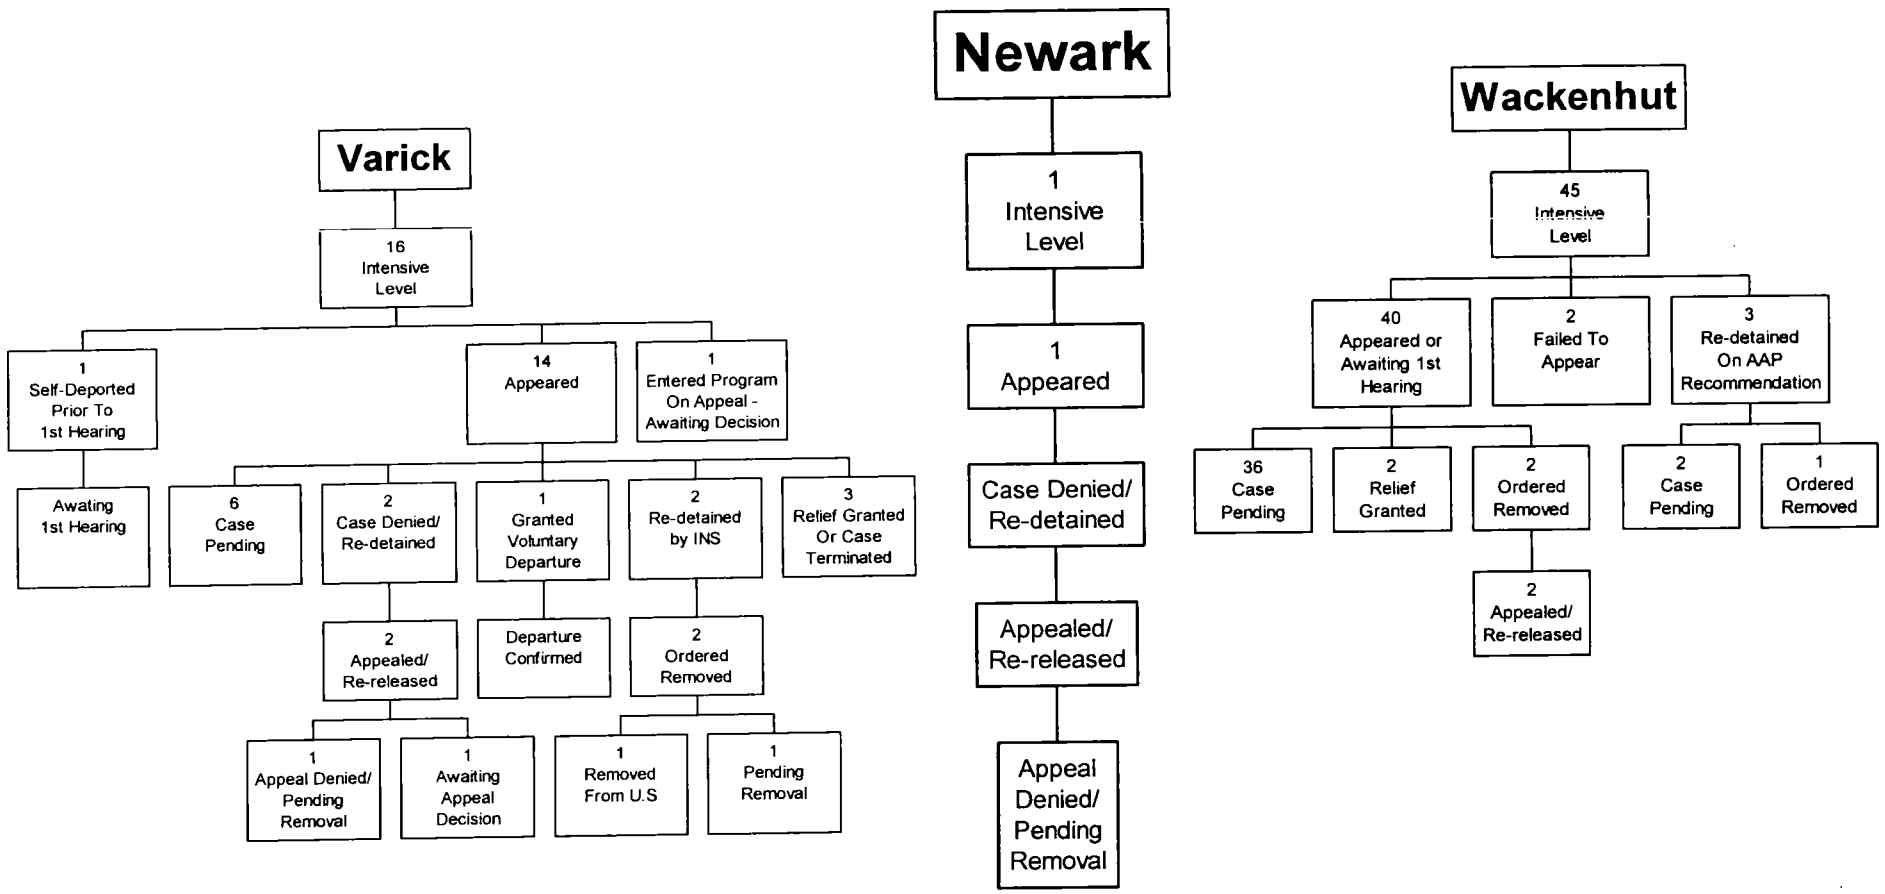 Newark
1
Intensive
Level
1
Appeared
Case Denied/
Re-detained
Appealed/
Re-released
Appeal
Denied/
Pending
Removal
Varick
16
Intensive
Level
1
Self-Deported
Prior To
1st Hearing
Awating
1st Hearing
14
Appeared
1
Entered Program
On Appeal -
Awaiting Decision
6
Case
Pending
2
Case Denied/
Re-detained
1
Granted
Voluntary
Departure
2
Re-detained
by INS
3
Relief Granted
Or Case
Terminated
2
Appealed/
Re-released
Departure
Confirmed
2
Ordered
Removed
1
Appeal Denied/
Pending
Removal
1
Awaiting
Appeal
Decision
1
Removed
From U.S
1
Pending
Removal
Wackenhut
45
Intensive
Level
40
Appeared or
Awaiting 1st
Hearing
2
Failed To
Appear
3
Re-detained
On AAP
Recommendation
36
Case
Pending
2
Relief
Granted
2
Ordered
Removed
2
Case
Pending
1
Ordered
Removed
2
Appealed/
Re-released